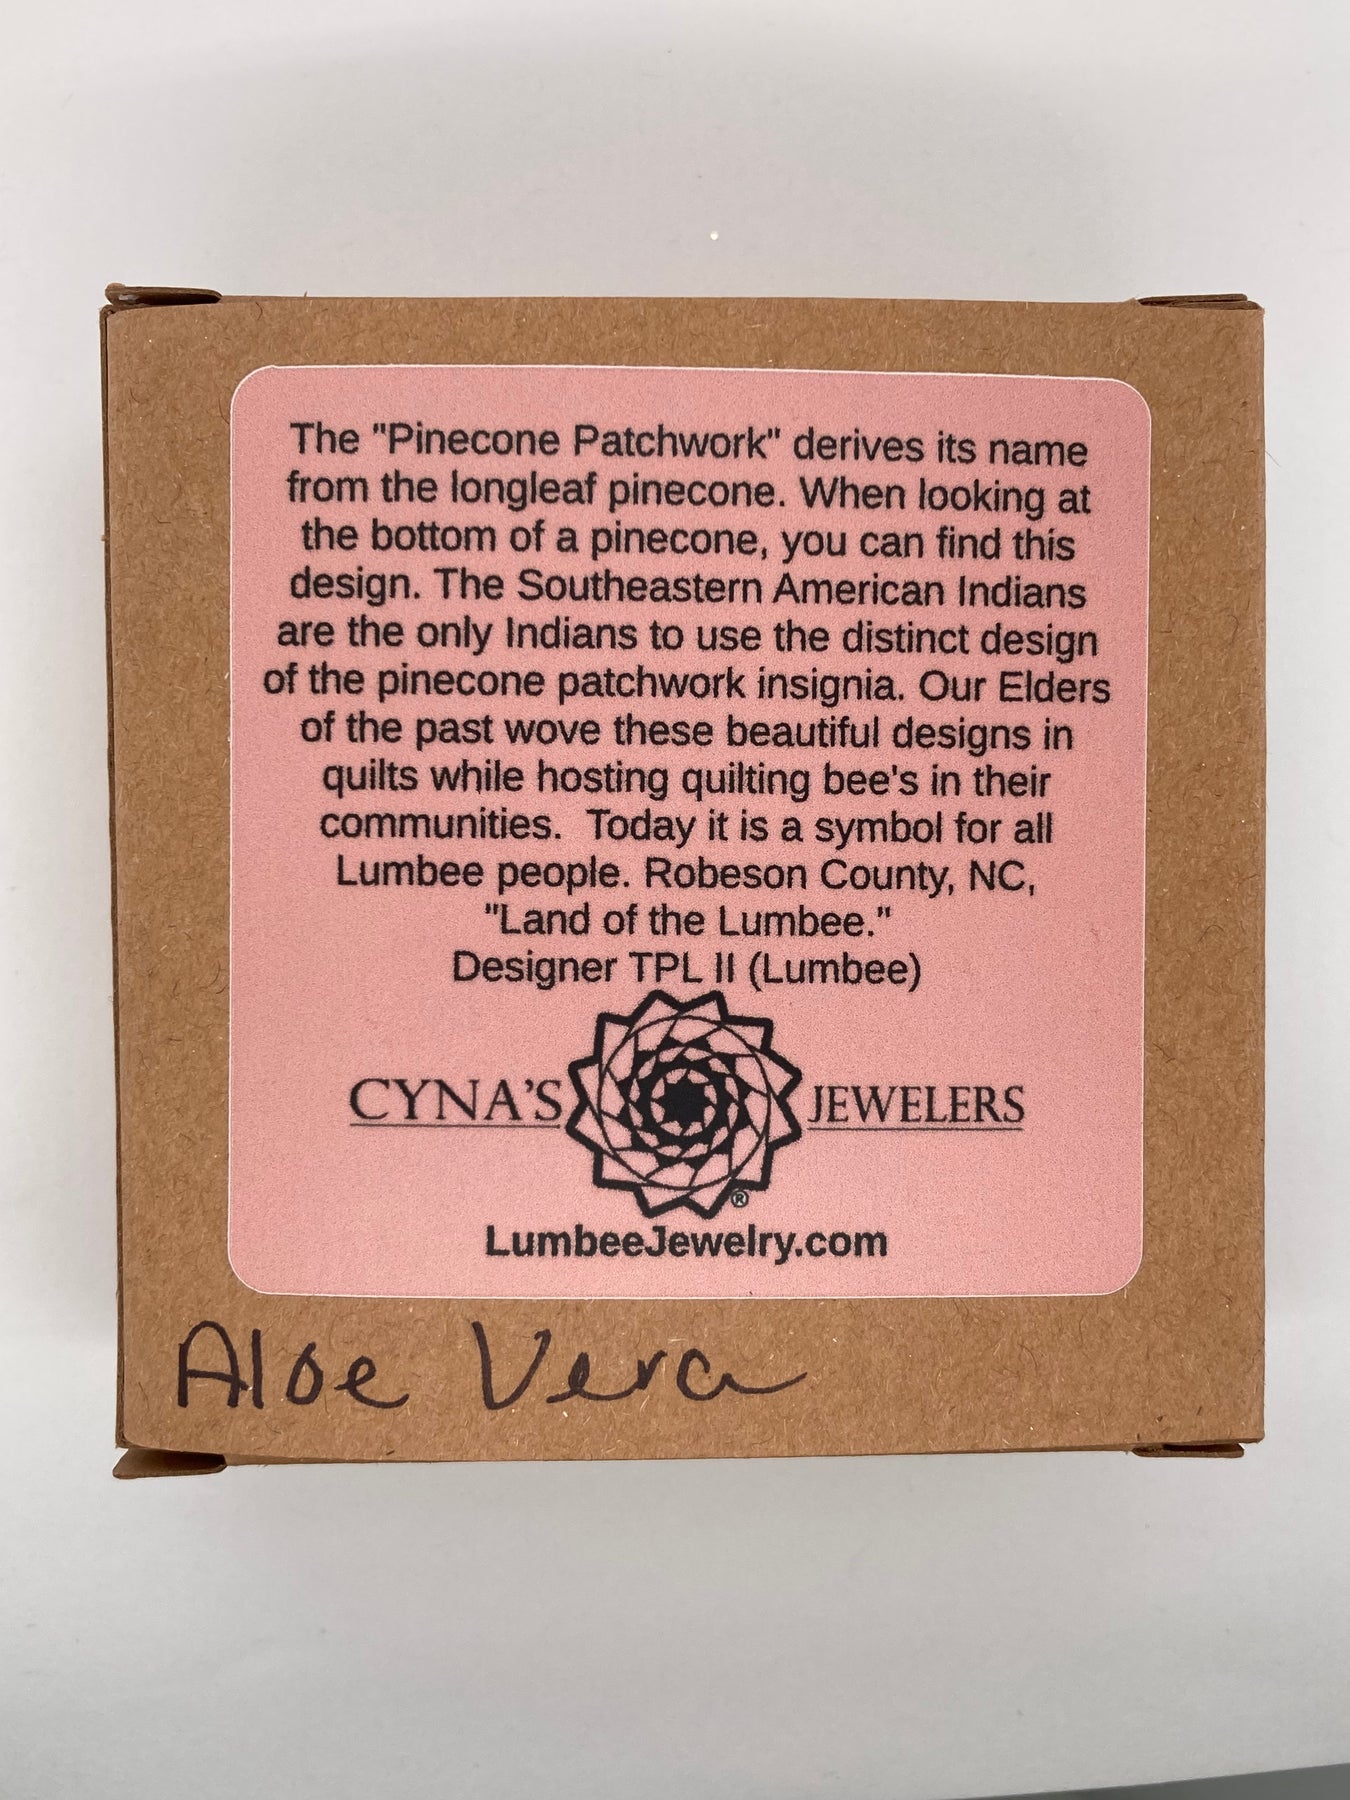 The "Pinecone Patchwork" derives its name
from the longleaf pinecone. When looking at
the bottom of a pinecone, you can find this
design. The Southeastern American Indians
are the only Indians to use the distinct design
of the pinecone patchwork insignia. Our Elders
of the past wove these beautiful designs in
quilts while hosting quilting bee's in their
communities.  Today it is a symbol for all
Lumbee people. Robeson County, NC,
"Land of the Lumbee."
Designer TPL II (Lumbee)
CYNA'S JEWELERS
®
LumbeeJewelry.com
Aloe Vera